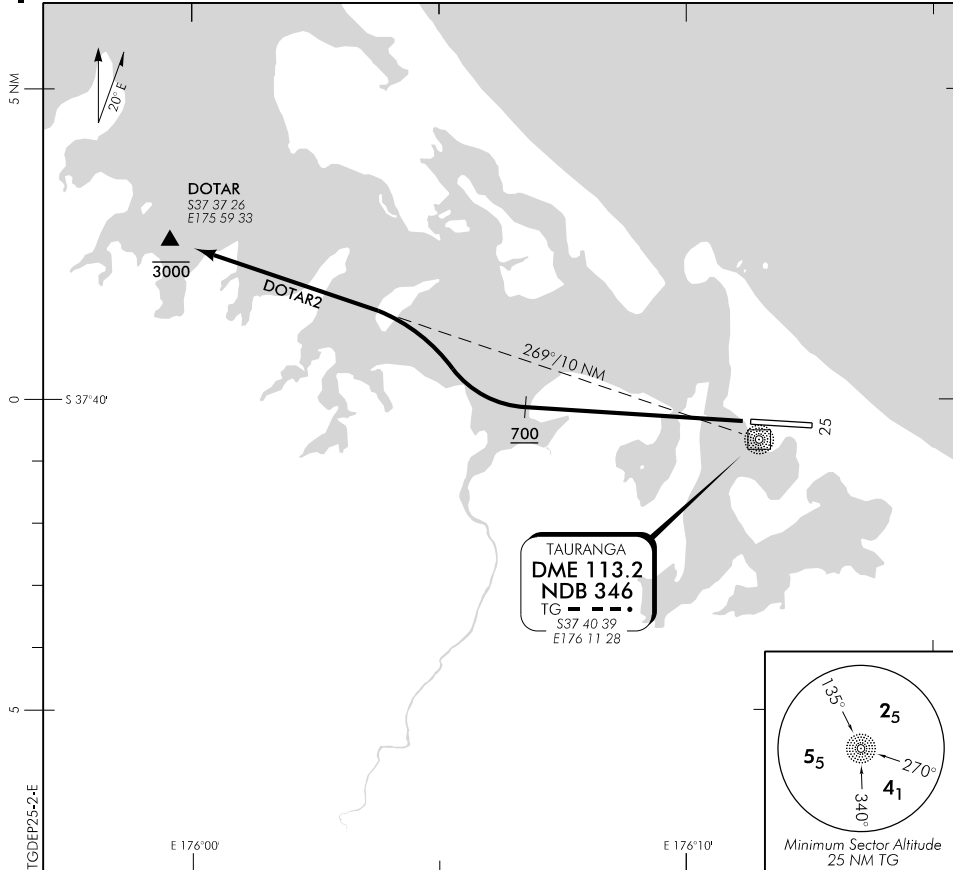 5 NM
20° E
DOTAR
S37 37 26
E175 59 33
3000
DOTAR2
269°/10 NM
0
S 37°40'
700
25
TAURANGA
DME 113.2
NDB 346
TG
S37 40 39
E176 11 28
5
135°
25
55
270°
41
340°
Minimum Sector Altitude
25 NM TG
E 176°00'
E 176°10'
TGDEP25-2-E